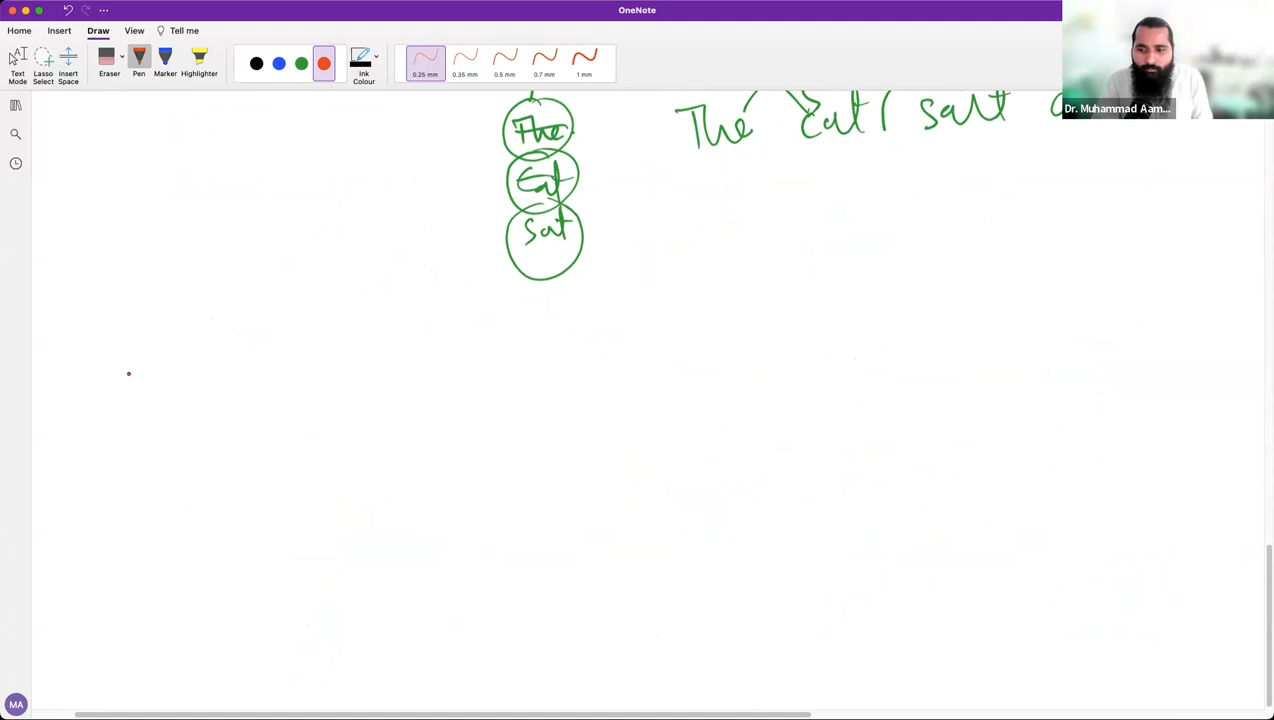 OneNote
Home Insert Draw View Tell me
Text Mode Lasso Select Insert Space Eraser Pen Marker Highlighter Ink Colour 0.25 mm 0.35 mm 0.5 mm 0.7 mm 1 mm
Dr. Muhammad Aam...
The Cat salt
The
Cat
Sat
MA